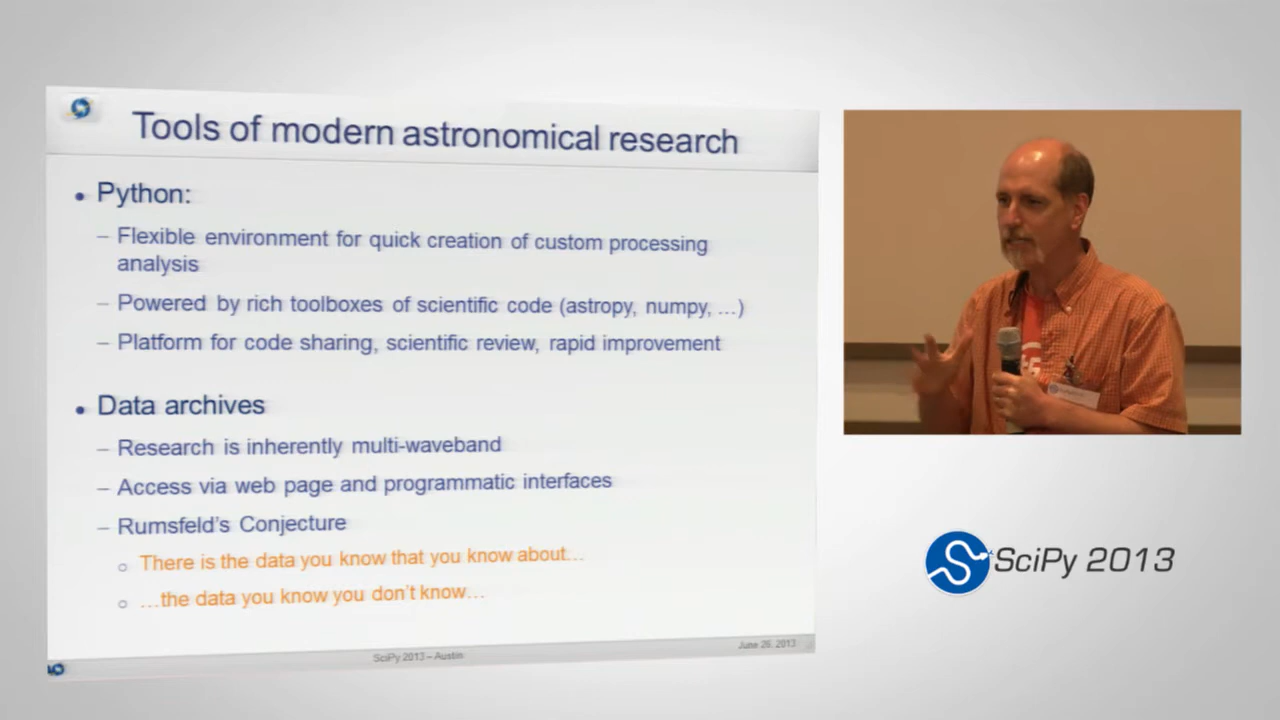 Tools of modern astronomical research
• Python:
– Flexible environment for quick creation of custom processing
analysis
– Powered by rich toolboxes of scientific code (astropy, numpy, …)
– Platform for code sharing, scientific review, rapid improvement
• Data archives
– Research is inherently multi-waveband
– Access via web page and programmatic interfaces
– Rumsfeld’s Conjecture
○ There is the data you know that you know about…
○ …the data you know you don’t know…
SciPy 2013 – Austin
June 26, 2013
SciPy 2013